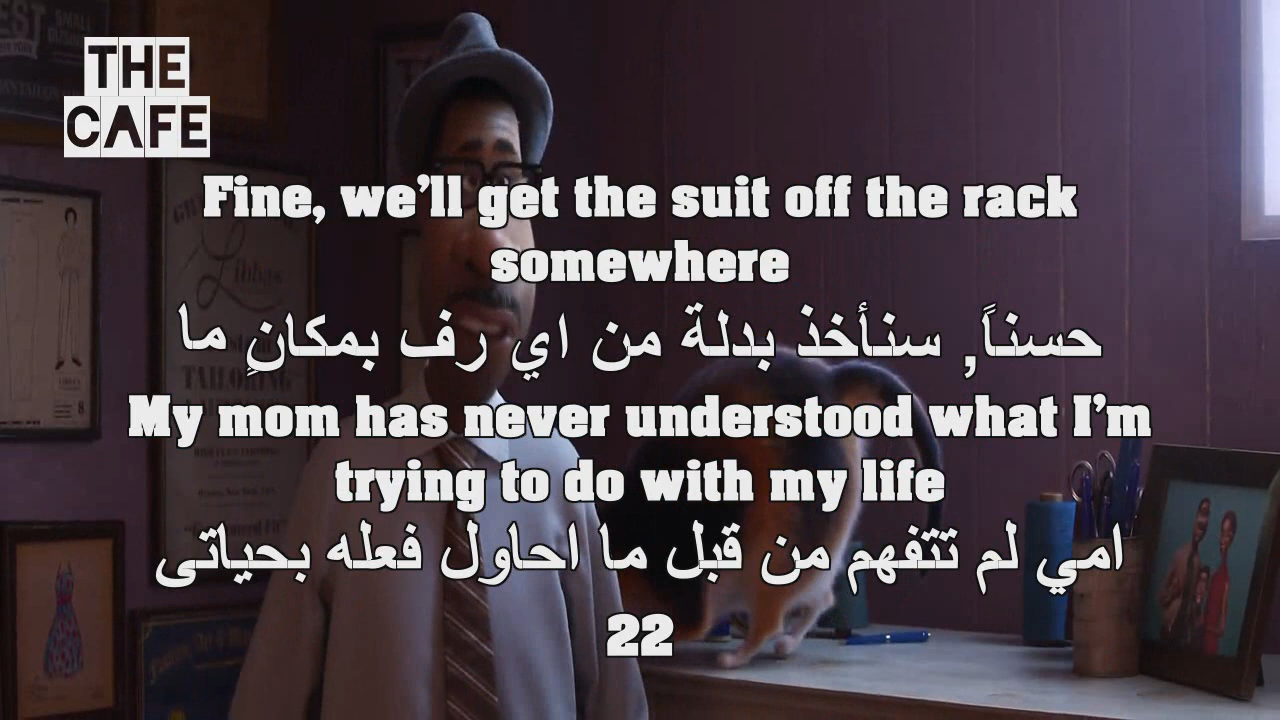 THE
CAFE
Fine, we'll get the suit off the rack
somewhere
حسناً, سنأخذ بدلة من اي رف بمكانٍ ما
My mom has never understood what I'm
trying to do with my life
امي لم تتفهم من قبل ما احاول فعله بحياتى
22
TAILORING